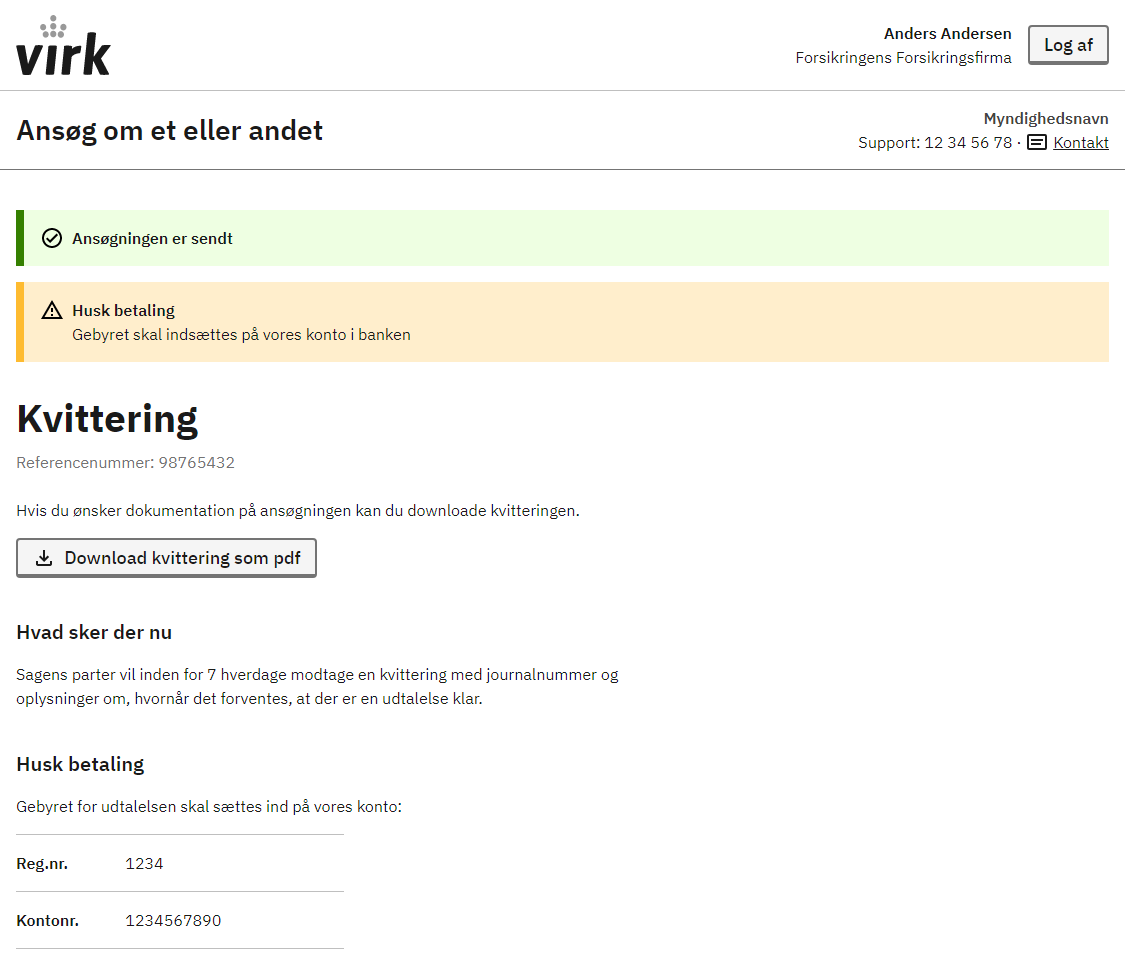 virk
Anders Andersen
Forsikringens Forsikringsfirma
Log af
Ansøg om et eller andet
Myndighedsnavn
Support: 12 34 56 78 · Kontakt
Ansøgningen er sendt
Husk betaling
Gebyret skal indsættes på vores konto i banken
Kvittering
Referencenummer: 98765432
Hvis du ønsker dokumentation på ansøgningen kan du downloade kvitteringen.
Download kvittering som pdf
Hvad sker der nu
Sagens parter vil inden for 7 hverdage modtage en kvittering med journalnummer og
oplysninger om, hvornår det forventes, at der er en udtalelse klar.
Husk betaling
Gebyret for udtalelsen skal sættes ind på vores konto:
Reg.nr. 1234
Kontonr. 1234567890